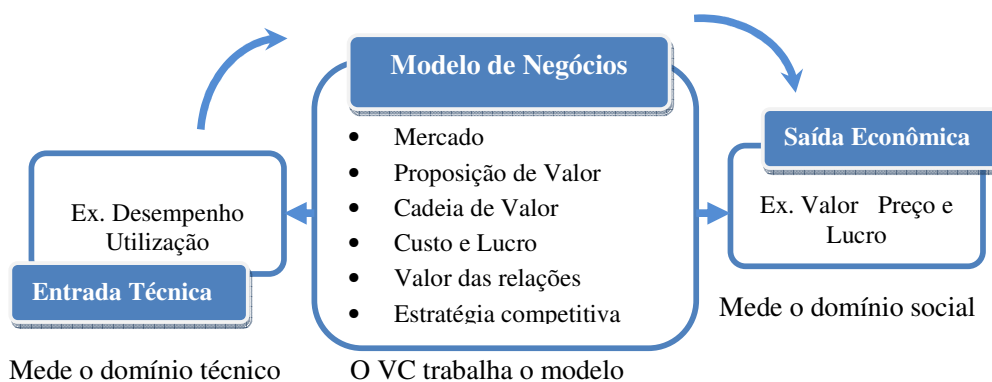 Modelo de Negócios
• Mercado
• Proposição de Valor
• Cadeia de Valor
• Custo e Lucro
• Valor das relações
• Estratégia competitiva
Ex. Desempenho
Utilização
Entrada Técnica
Mede o domínio técnico
O VC trabalha o modelo
Saída Econômica
Ex. Valor Preço e
Lucro
Mede o domínio social